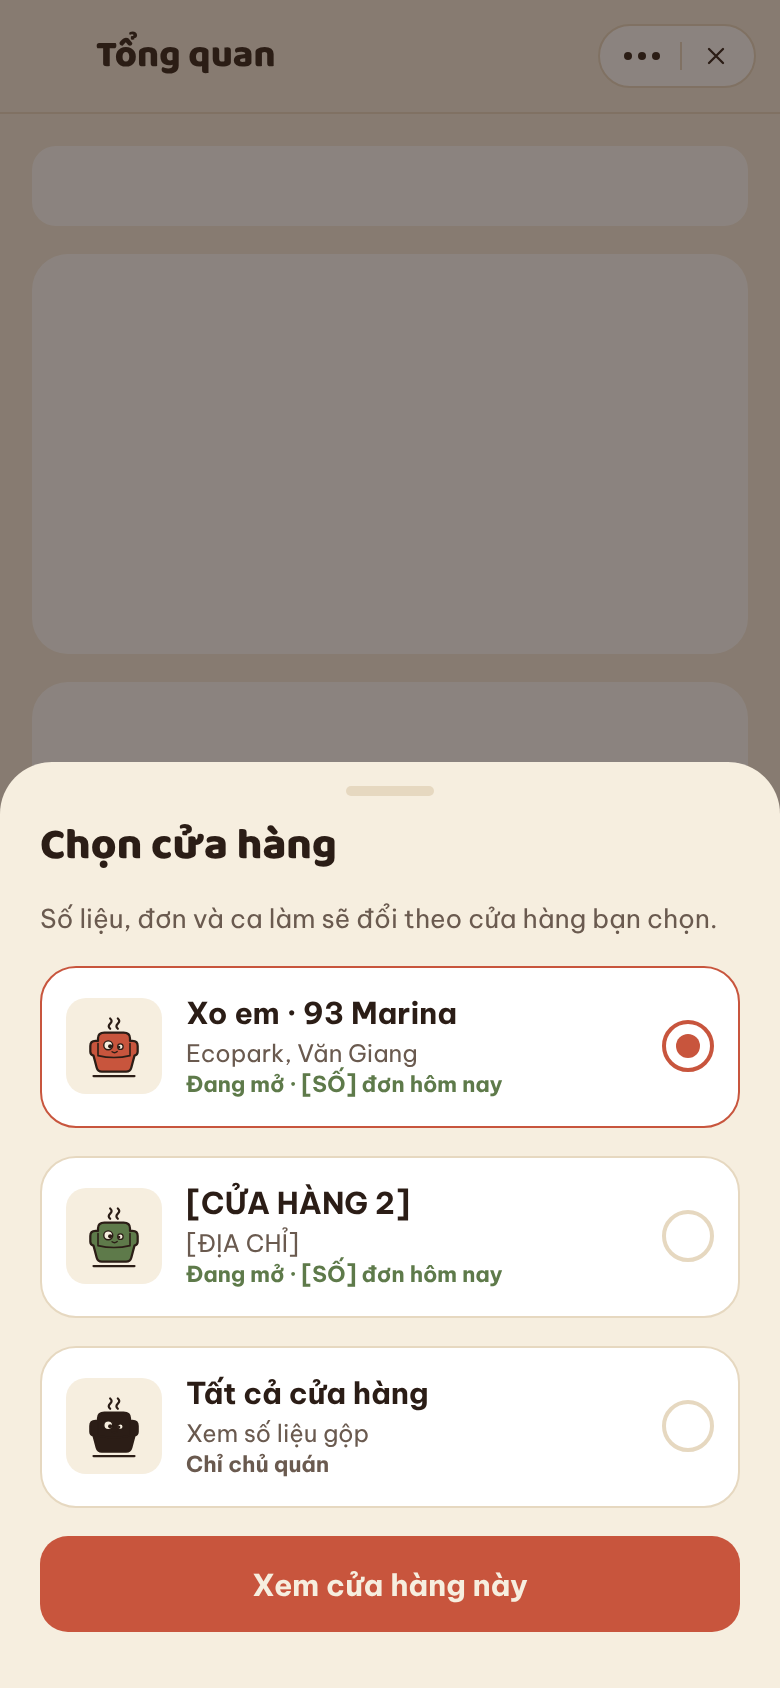 Tổng quan
Chọn cửa hàng
Số liệu, đơn và ca làm sẽ đổi theo cửa hàng bạn chọn.
Xo em · 93 Marina
Ecopark, Văn Giang
Đang mở · [SỐ] đơn hôm nay
[CỬA HÀNG 2]
[ĐỊA CHỈ]
Đang mở · [SỐ] đơn hôm nay
Tất cả cửa hàng
Xem số liệu gộp
Chỉ chủ quán
Xem cửa hàng này